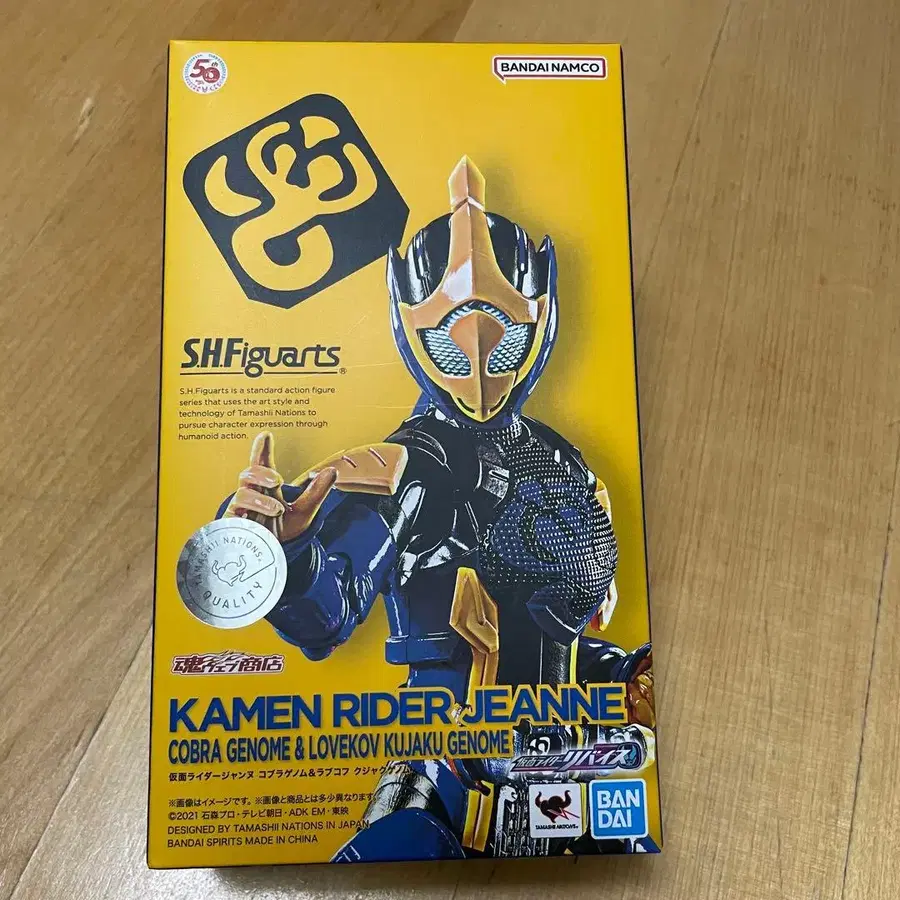 50th
BANDAI NAMCO
S.H.Figuarts®
S.H.Figuarts is a standard action figure
series that uses the art style and
technology of Tamashii Nations to
pursue character expression through
humanoid action.
TAMASHII NATIONS
QUALITY
魂ウェブ商店
KAMEN RIDER JEANNE
COBRA GENOME & LOVEKOV KUJAKU GENOME
仮面ライダーリバイス
仮面ライダージャンヌ コブラゲノム&ラブコフ クジャクゲノム
※画像はイメージです。※画像と商品とは多少異なります
©2021 石森プロ・テレビ朝日・ADK EM・東映
DESIGNED BY TAMASHII NATIONS IN JAPAN
BANDAI SPIRITS MADE IN CHINA
TAMASHII NATIONS
BAN
DAI